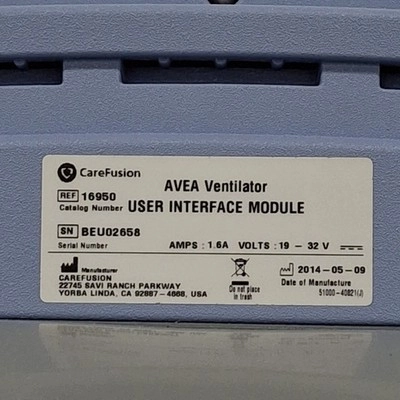 CareFusion
AVEA Ventilator
REF 16950
Catalog Number
USER INTERFACE MODULE
SN BEU02658
Serial Number
AMPS : 1.6A VOLTS : 19 - 32 V
Manufacturer
CAREFUSION
22745 SAVI RANCH PARKWAY
YORBA LINDA, CA 92887-4668, USA
Do not place
in trash
2014-05-09
Date of Manufacture
51000-40821(J)